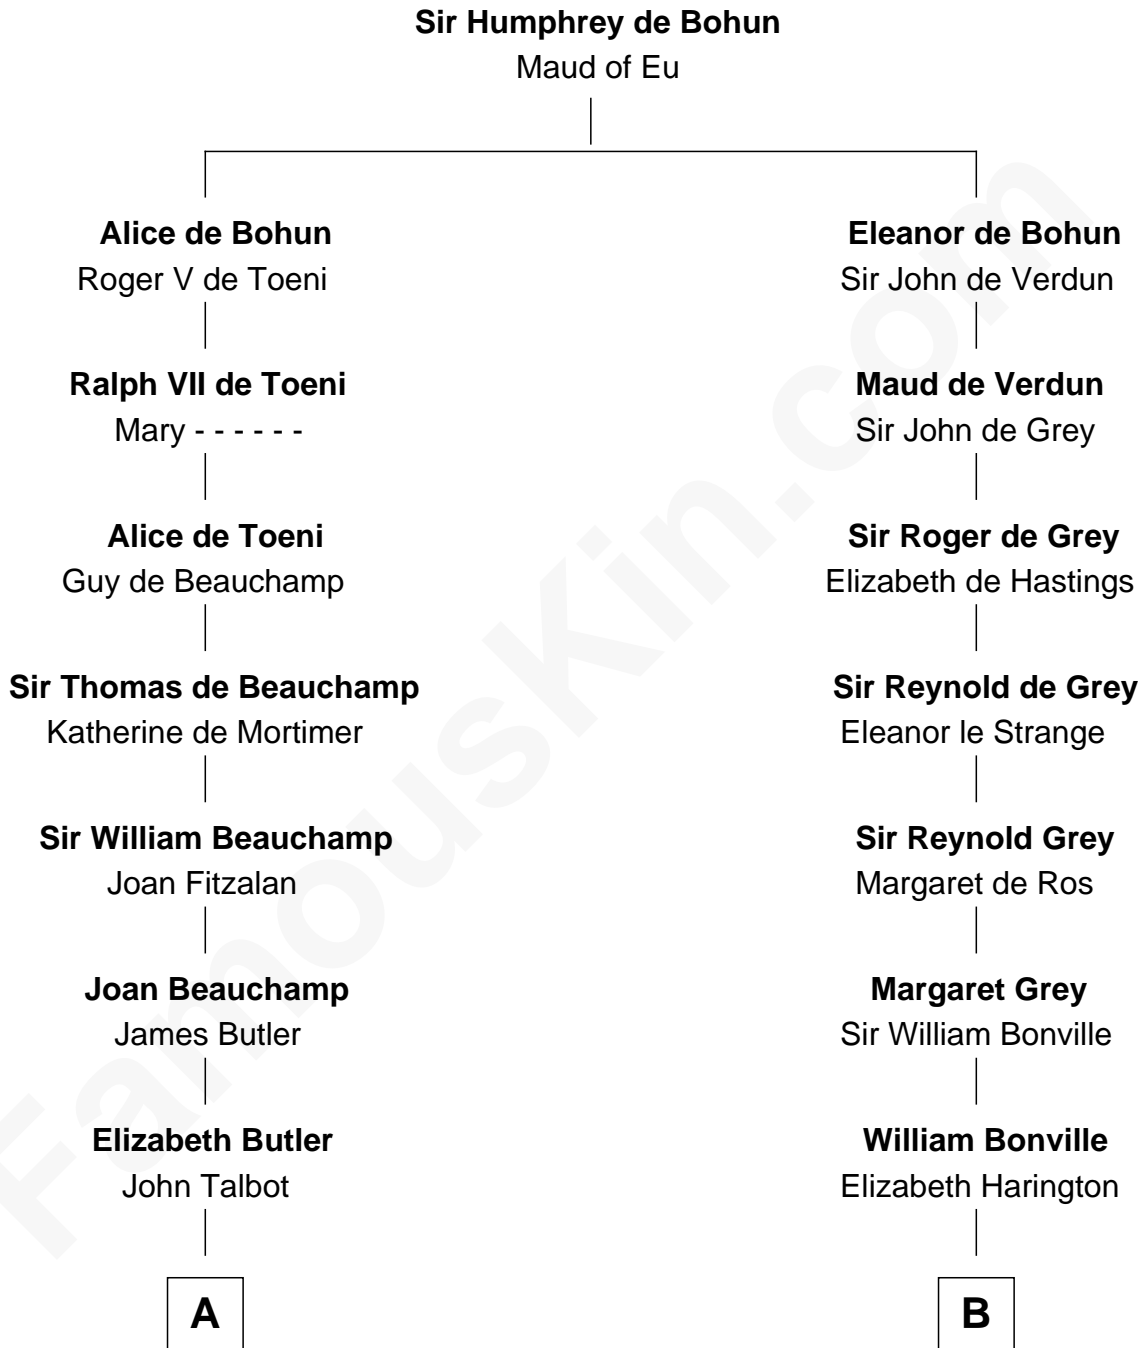 Sir Humphrey de Bohun
Maud of Eu
Alice de Bohun
Roger V de Toeni
Eleanor de Bohun
Sir John de Verdun
Ralph VII de Toeni
Mary - - - - - -
Maud de Verdun
Sir John de Grey
Alice de Toeni
Guy de Beauchamp
Sir Roger de Grey
Elizabeth de Hastings
Sir Thomas de Beauchamp
Katherine de Mortimer
Sir Reynold de Grey
Eleanor le Strange
Sir William Beauchamp
Joan Fitzalan
Sir Reynold Grey
Margaret de Ros
Joan Beauchamp
James Butler
Margaret Grey
Sir William Bonville
Elizabeth Butler
John Talbot
William Bonville
Elizabeth Harington
A
B
FamousKin.com